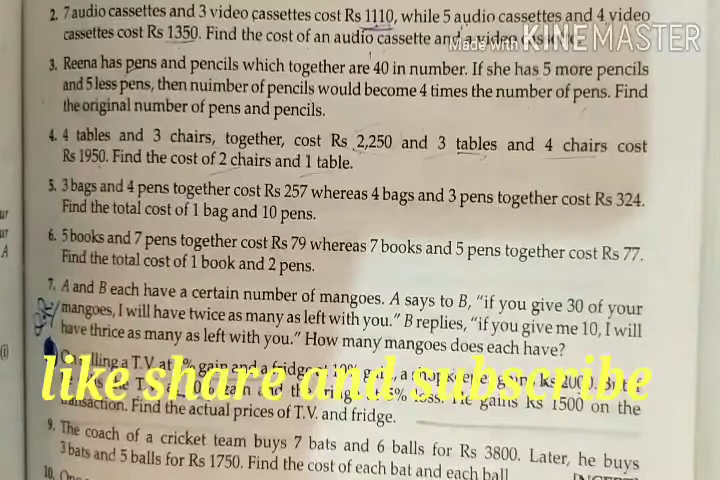 2. 7 audio cassettes and 3 video cassettes cost Rs 1110, while 5 audio cassettes and 4 video
cassettes cost Rs 1350. Find the cost of an audio cassette and a video
Made with KINEMASTER
3. Reena has pens and pencils which together are 40 in number. If she has 5 more pencils
and 5 less pens, then nuimber of pencils would become 4 times the number of pens. Find
the original number of pens and pencils.
4. 4 tables and 3 chairs, together, cost Rs 2,250 and 3 tables and 4 chairs cost
Rs 1950. Find the cost of 2 chairs and 1 table.
5. 3 bags and 4 pens together cost Rs 257 whereas 4 bags and 3 pens together cost Rs 324.
Find the total cost of 1 bag and 10 pens.
6. 5 books and 7 pens together cost Rs 79 whereas 7 books and 5 pens together cost Rs 77.
Find the total cost of 1 book and 2 pens.
7. A and B each have a certain number of mangoes. A says to B, "if you give 30 of your
mangoes, I will have twice as many as left with you." B replies, "if you give me 10, I will
have thrice as many as left with you." How many mangoes does each have?
a T.V. at gain and a fridge gain, a Rs 2000. But
like share and subscribe
T. gain and the loss. He gains Rs 1500 on the
transaction. Find the actual prices of T.V. and fridge.
9. The coach of a cricket team buys 7 bats and 6 balls for Rs 3800. Later, he buys
3 bats and 5 balls for Rs 1750. Find the cost of each bat and each ball
10.
ur
ur
A
(i)